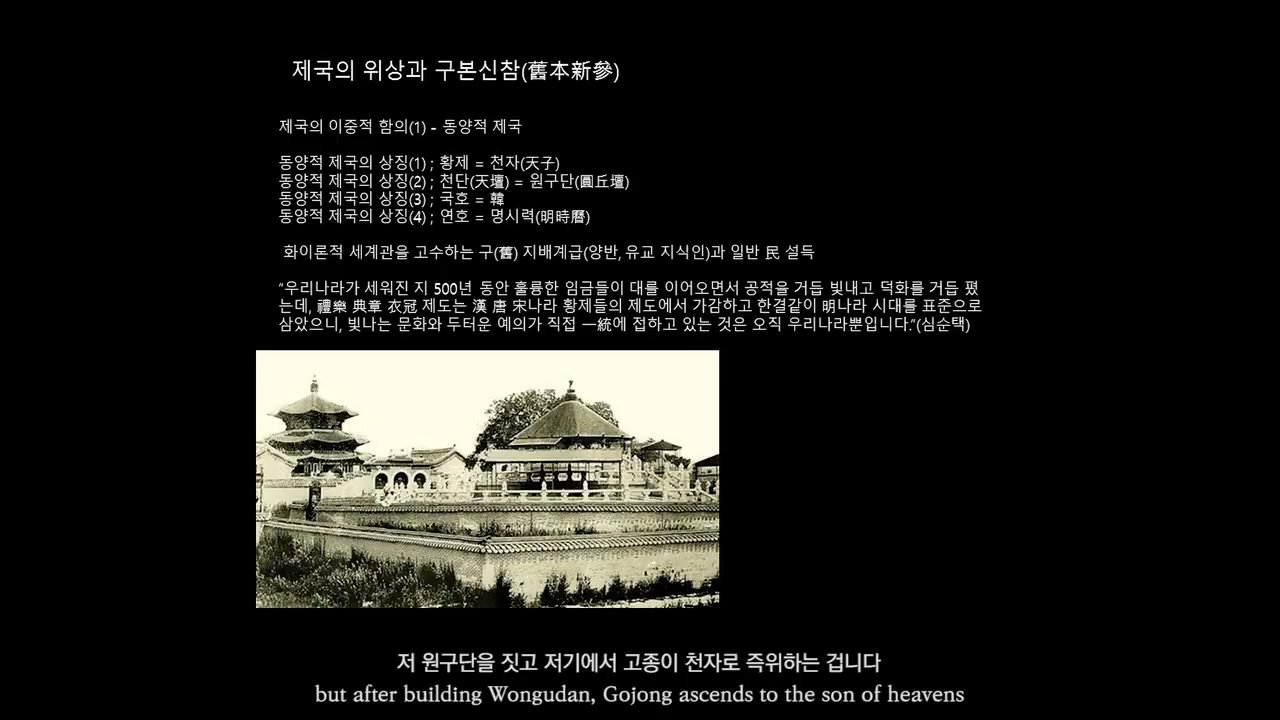 제국의 위상과 구본신참(舊本新參)
제국의 이중적 함의(1) - 동양적 제국
동양적 제국의 상징(1) ; 황제 = 천자(天子)
동양적 제국의 상징(2) ; 천단(天壇) = 원구단(圓丘壇)
동양적 제국의 상징(3) ; 국호 = 韓
동양적 제국의 상징(4) ; 연호 = 명시력(明時曆)
화이론적 세계관을 고수하는 구(舊) 지배계급(양반, 유교 지식인)과 일반 民 설득
“우리나라가 세워진 지 500년 동안 훌륭한 임금들이 대를 이어오면서 공적을 거듭 빛내고 덕화를 거듭 폈
는데, 禮樂 典章 衣冠 제도는 漢 唐 宋나라 황제들의 제도에서 가감하고 한결같이 明나라 시대를 표준으로
삼았으니, 빛나는 문화와 두터운 예의가 직접 一統에 접하고 있는 것은 오직 우리나라뿐입니다.”(심순택)
저 원구단을 짓고 저기에서 고종이 천자로 즉위하는 겁니다
but after building Wongudan, Gojong ascends to the son of heavens